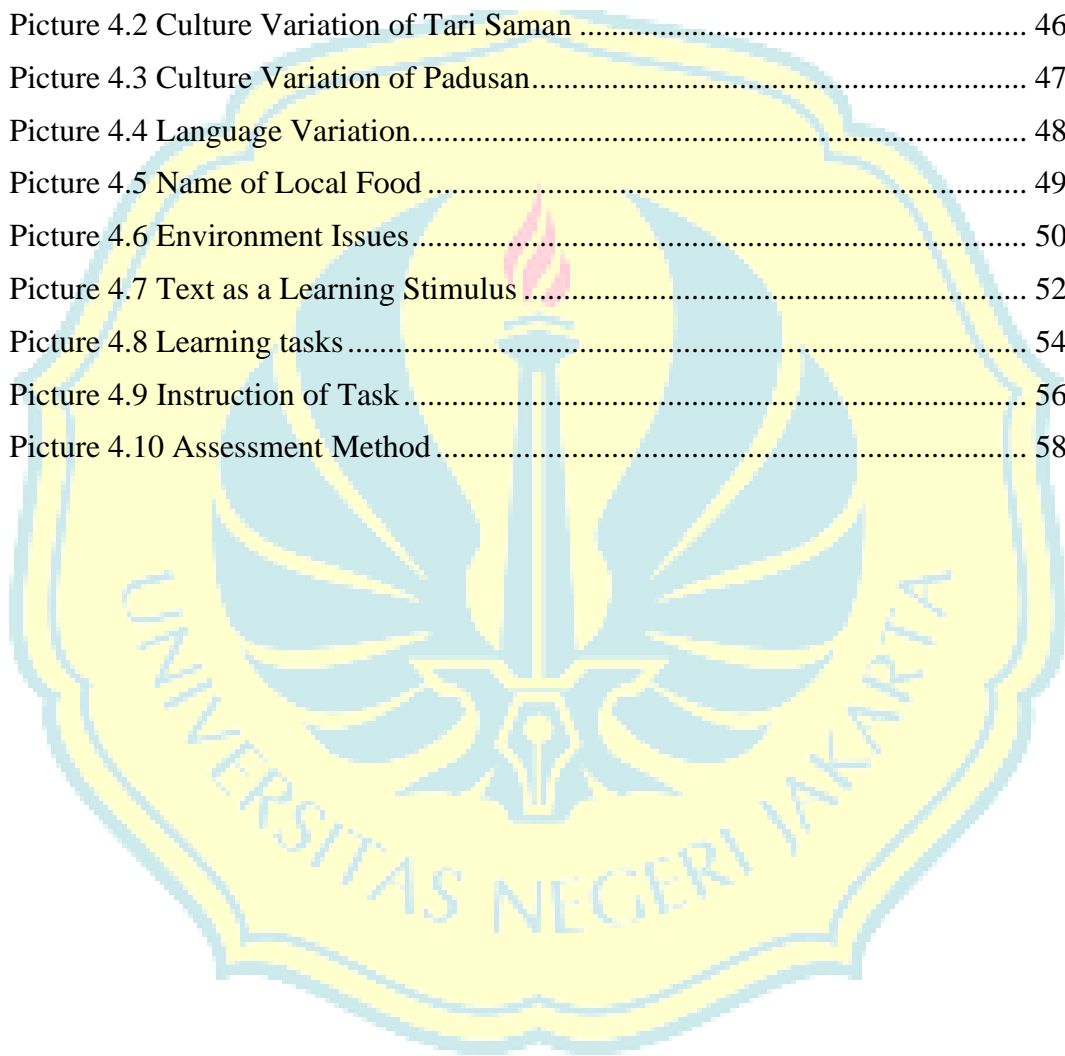 Picture 4.2 Culture Variation of Tari Saman ........................................................................ 46
Picture 4.3 Culture Variation of Padusan................................................................................ 47
Picture 4.4 Language Variation.................................................................................................. 48
Picture 4.5 Name of Local Food ............................................................................................... 49
Picture 4.6 Environment Issues.................................................................................................. 50
Picture 4.7 Text as a Learning Stimulus ................................................................................ 52
Picture 4.8 Learning tasks ........................................................................................................... 54
Picture 4.9 Instruction of Task................................................................................................... 56
Picture 4.10 Assessment Method .............................................................................................. 58
UNIVERSITAS NEGERI JAKARTA